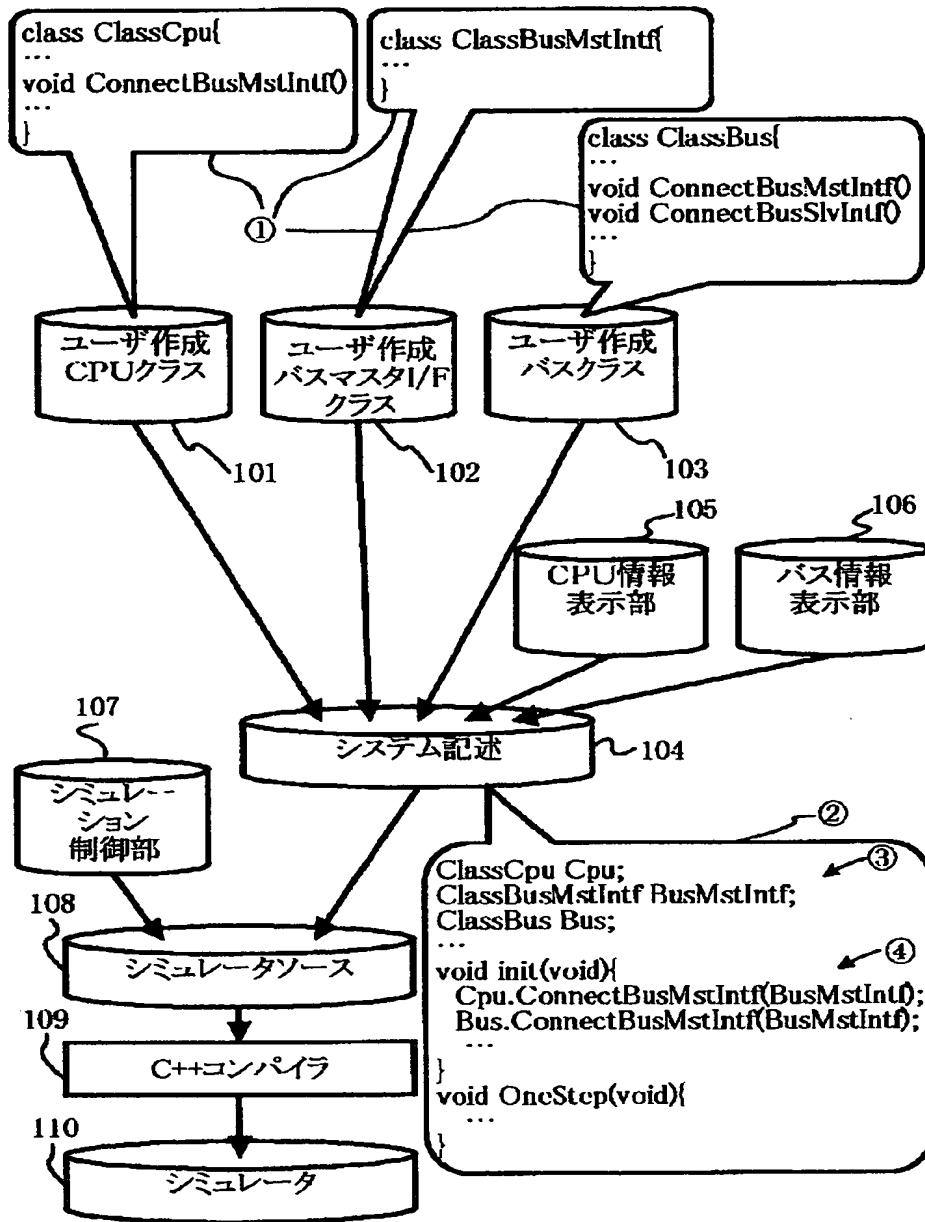 class ClassCpu{
...
void ConnectBusMstIntf()
...
}
class ClassBusMstIntf{
...
}
class ClassBus{
...
void ConnectBusMstIntf()
void ConnectBusSlvIntf()
...
}
①
ユーザ作成
CPUクラス
ユーザ作成
バスマスタI/F
クラス
ユーザ作成
バスクラス
101
102
103
105
106
CPU情報
表示部
バス情報
表示部
107
システム記述
104
シミュレー
ション
制御部
②
ClassCpu Cpu;
③
ClassBusMstIntf BusMstIntf;
ClassBus Bus;
...
void init(void){
④
Cpu.ConnectBusMstIntf(BusMstIntf);
Bus.ConnectBusMstIntf(BusMstIntf);
...
}
void OneStep(void){
...
}
108
シミュレータソース
109
C++コンパイラ
110
シミュレータ